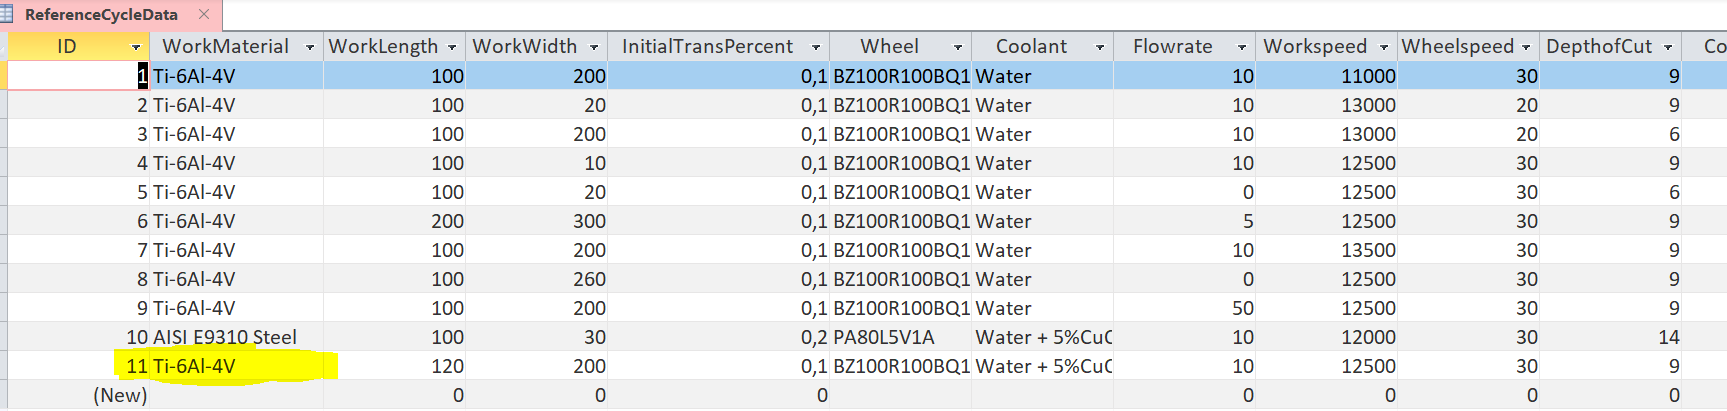 ReferenceCycleData
ID WorkMaterial WorkLength WorkWidth InitialTransPercent Wheel Coolant Flowrate Workspeed Wheelspeed DepthofCut Co
1 Ti-6Al-4V 100 200 0,1 BZ100R100BQ1 Water 10 11000 30 9
2 Ti-6Al-4V 100 20 0,1 BZ100R100BQ1 Water 10 13000 20 9
3 Ti-6Al-4V 100 200 0,1 BZ100R100BQ1 Water 10 13000 20 6
4 Ti-6Al-4V 100 10 0,1 BZ100R100BQ1 Water 10 12500 30 9
5 Ti-6Al-4V 100 20 0,1 BZ100R100BQ1 Water 0 12500 30 6
6 Ti-6Al-4V 200 300 0,1 BZ100R100BQ1 Water 5 12500 30 9
7 Ti-6Al-4V 100 200 0,1 BZ100R100BQ1 Water 10 13500 30 9
8 Ti-6Al-4V 100 260 0,1 BZ100R100BQ1 Water 0 12500 30 9
9 Ti-6Al-4V 100 200 0,1 BZ100R100BQ1 Water 50 12500 30 9
10 AISI E9310 Steel 100 30 0,2 PA80L5V1A Water + 5%CuO 10 12000 30 14
11 Ti-6Al-4V 120 200 0,1 BZ100R100BQ1 Water + 5%CuO 10 12500 30 9
(New) 0 0 0 0 0 0 0